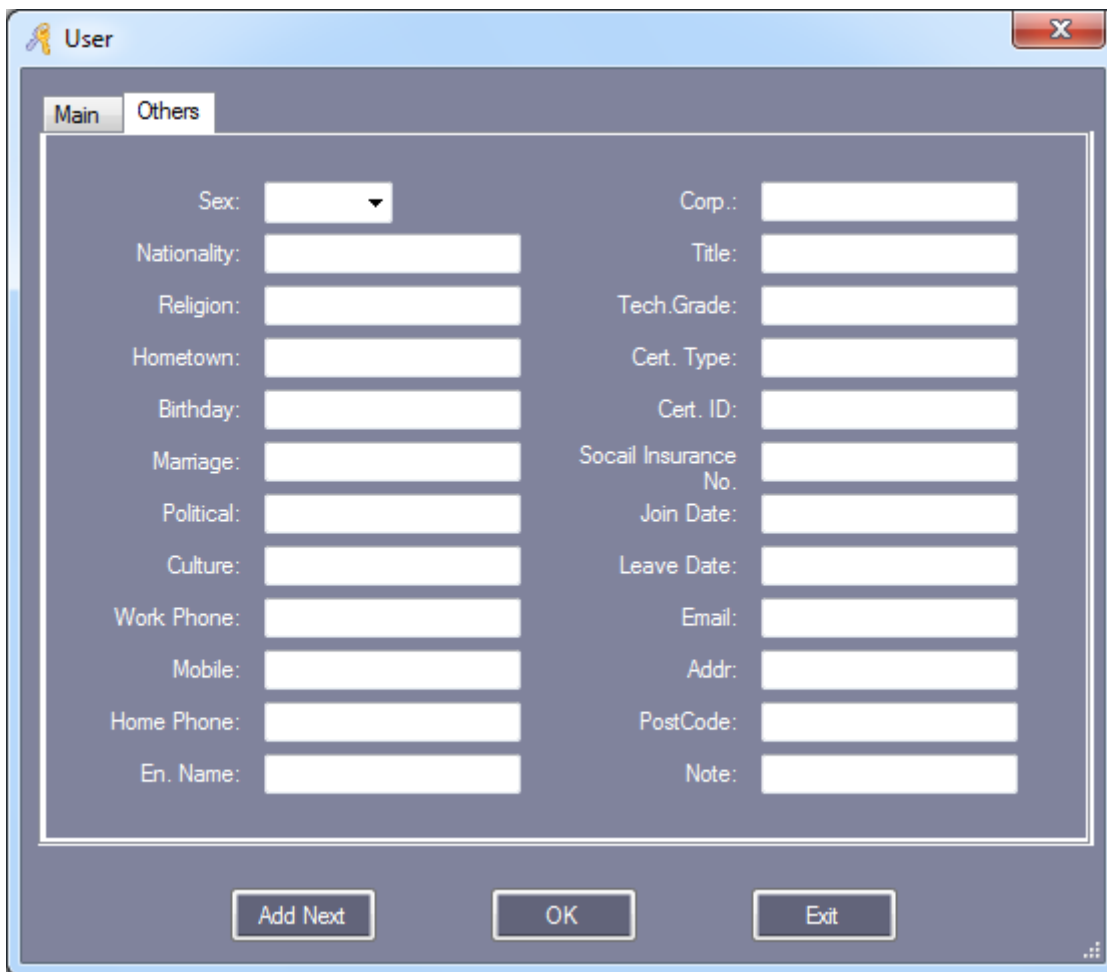 User
Main Others
Sex:
Nationality:
Religion:
Hometown:
Birthday:
Marriage:
Political:
Culture:
Work Phone:
Mobile:
Home Phone:
En. Name:
Corp.:
Title:
Tech.Grade:
Cert. Type:
Cert. ID:
Socail Insurance
No.
Join Date:
Leave Date:
Email:
Addr:
PostCode:
Note:
Add Next OK Exit